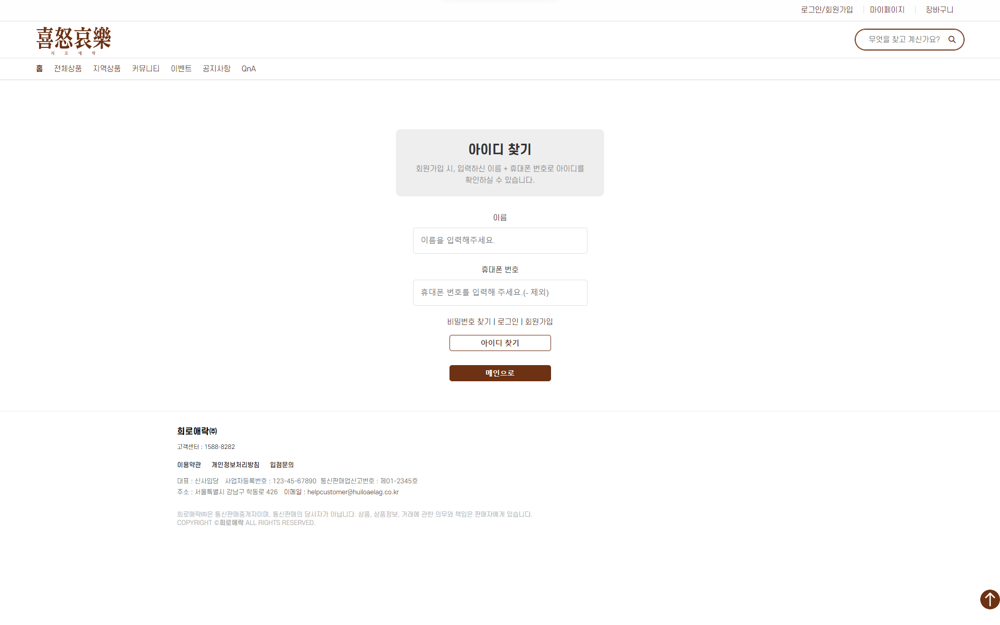 로그인/회원가입 마이페이지 장바구니
喜怒哀樂
희로애락
무엇을 찾고 계신가요?
홈 전체상품 지역상품 커뮤니티 이벤트 공지사항 QnA
아이디 찾기
회원가입 시, 입력하신 이름 + 휴대폰 번호로 아이디를
확인하실 수 있습니다.
이름
이름을 입력해주세요.
휴대폰 번호
휴대폰 번호를 입력해 주세요.(- 제외)
비밀번호 찾기 | 로그인 | 회원가입
아이디 찾기
메인으로
희로애락㈜
고객센터 : 1588-8282
이용약관 개인정보처리방침 입점문의
대표 : 신사임당 사업자등록번호 : 123-45-67890 통신판매업신고번호 : 제01-2345호
주소 : 서울특별시 강남구 학동로 426 이메일 : helpcustomer@huiloaelag.co.kr
희로애락㈜은 통신판매중개자이며, 통신판매의 당사자가 아닙니다. 상품, 상품정보, 거래에 관한 의무와 책임은 판매자에게 있습니다.
COPYRIGHT ©희로애락 ALL RIGHTS RESERVED.